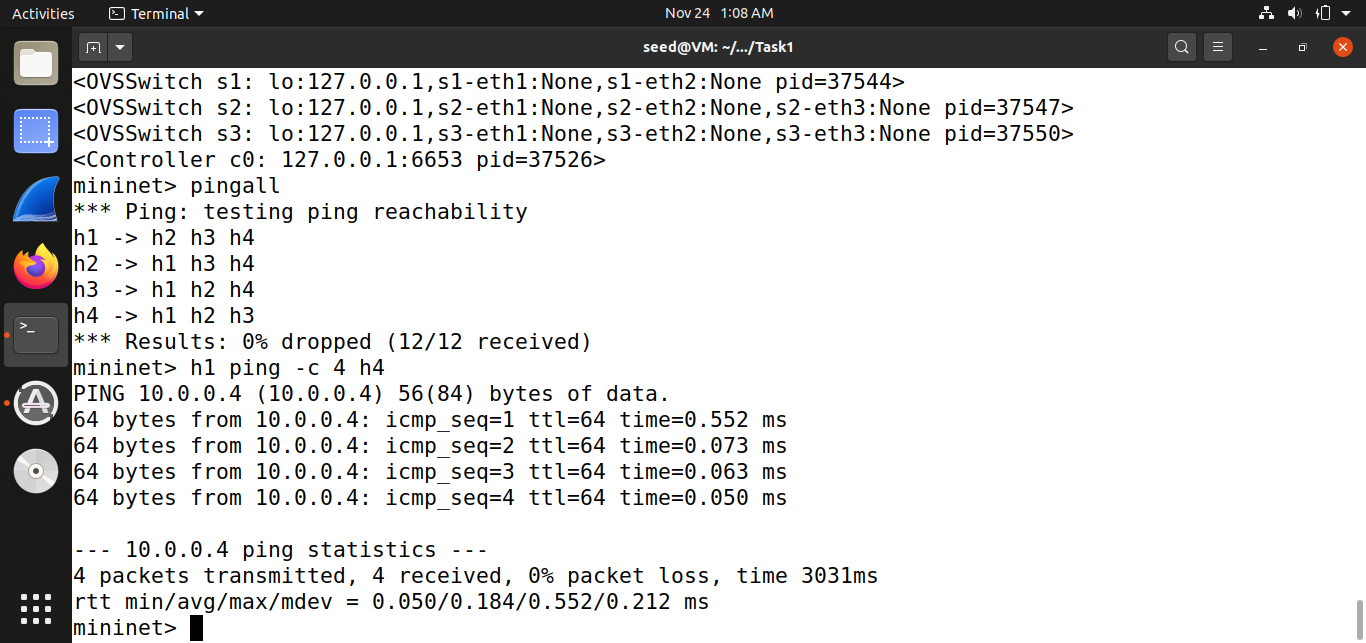 Activities Terminal Nov 24 1:08 AM
seed@VM: ~/.../Task1
<OVSSwitch s1: lo:127.0.0.1,s1-eth1:None,s1-eth2:None pid=37544>
<OVSSwitch s2: lo:127.0.0.1,s2-eth1:None,s2-eth2:None,s2-eth3:None pid=37547>
<OVSSwitch s3: lo:127.0.0.1,s3-eth1:None,s3-eth2:None,s3-eth3:None pid=37550>
<Controller c0: 127.0.0.1:6653 pid=37526>
mininet> pingall
*** Ping: testing ping reachability
h1 -> h2 h3 h4
h2 -> h1 h3 h4
h3 -> h1 h2 h4
h4 -> h1 h2 h3
*** Results: 0% dropped (12/12 received)
mininet> h1 ping -c 4 h4
PING 10.0.0.4 (10.0.0.4) 56(84) bytes of data.
64 bytes from 10.0.0.4: icmp_seq=1 ttl=64 time=0.552 ms
64 bytes from 10.0.0.4: icmp_seq=2 ttl=64 time=0.073 ms
64 bytes from 10.0.0.4: icmp_seq=3 ttl=64 time=0.063 ms
64 bytes from 10.0.0.4: icmp_seq=4 ttl=64 time=0.050 ms
--- 10.0.0.4 ping statistics ---
4 packets transmitted, 4 received, 0% packet loss, time 3031ms
rtt min/avg/max/mdev = 0.050/0.184/0.552/0.212 ms
mininet>